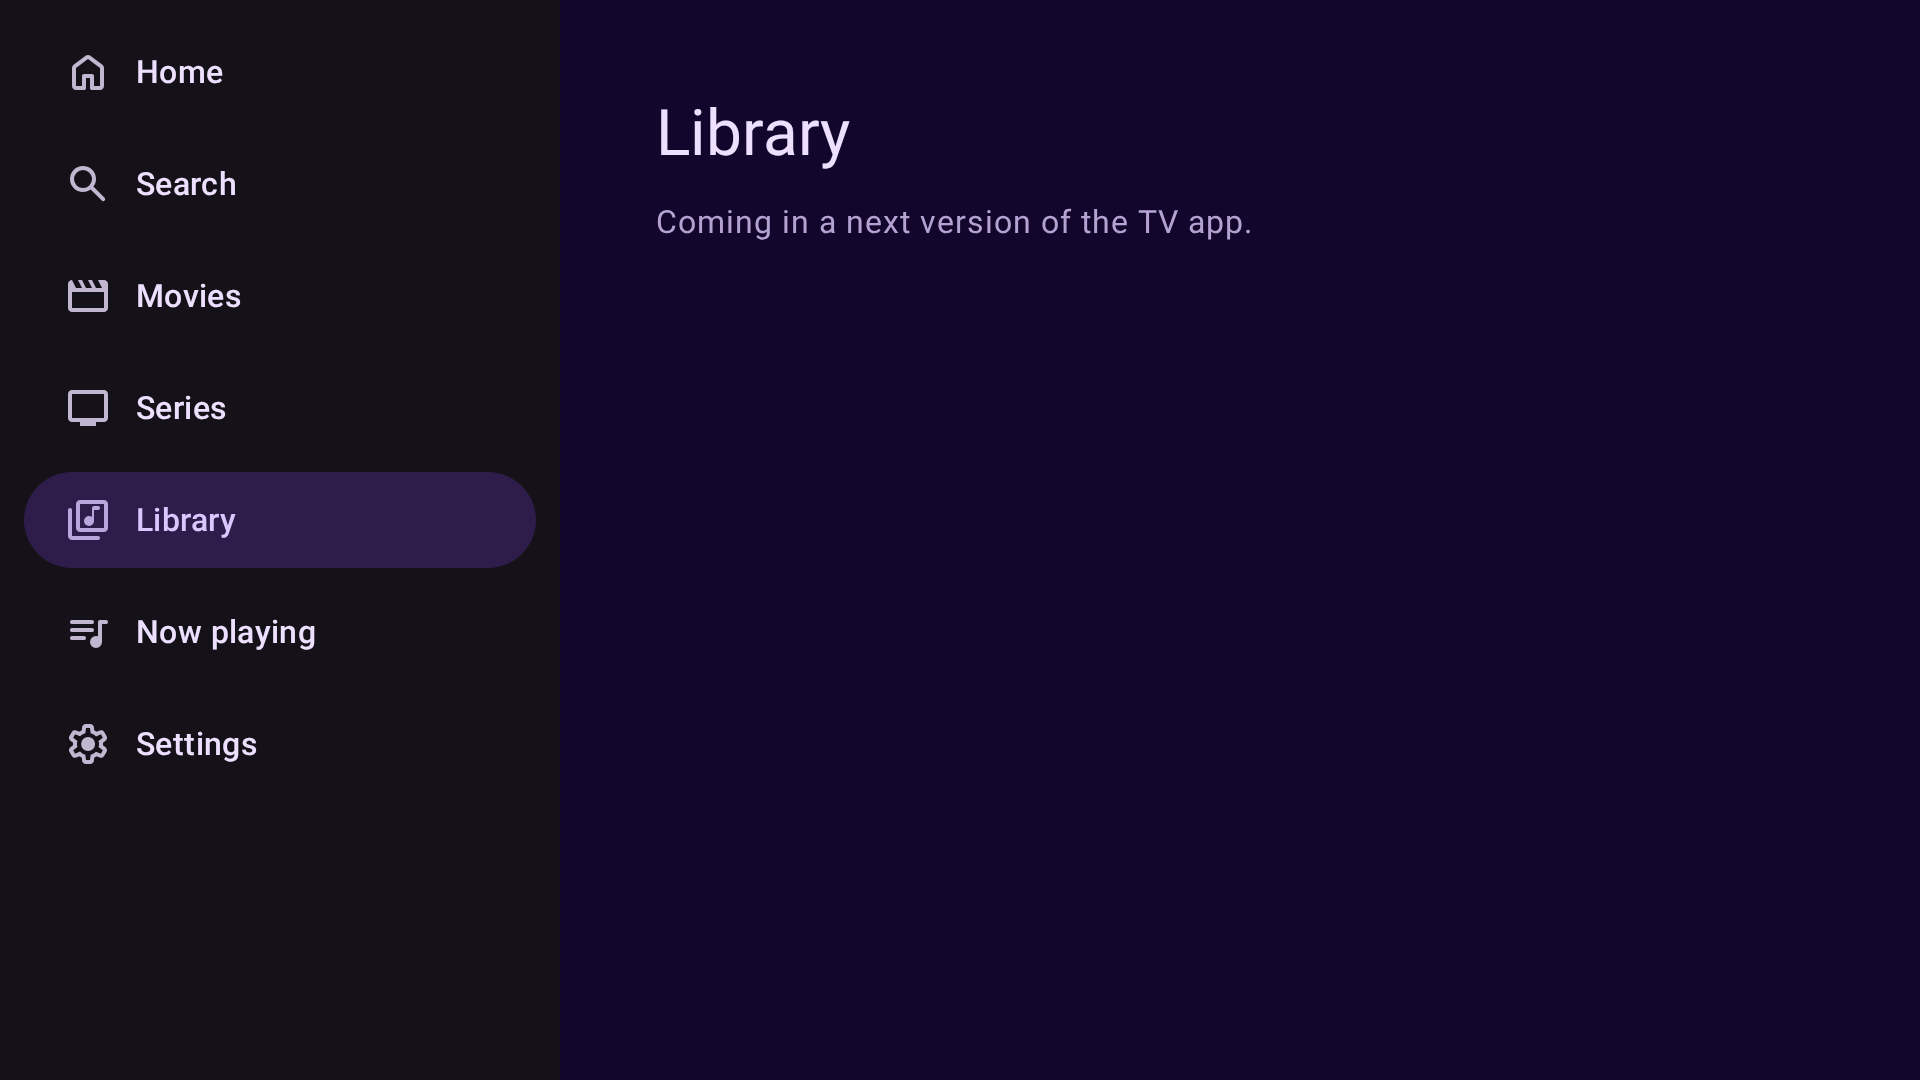 Home
Search
Movies
Series
Library
Now playing
Settings
Library
Coming in a next version of the TV app.